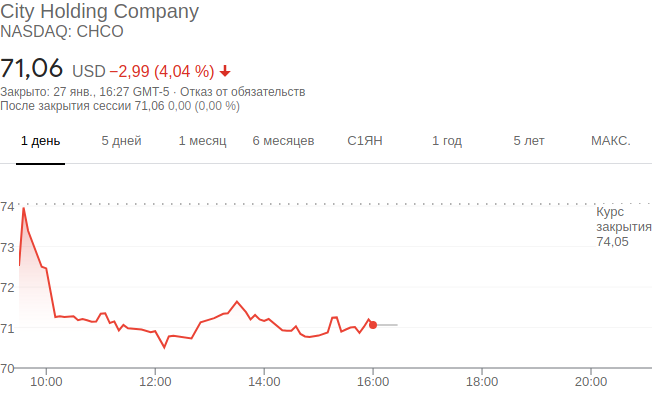 City Holding Company
NASDAQ: CHCO
71,06 USD −2,99 (4,04 %)
Закрыто: 27 янв., 16:27 GMT-5 · Отказ от обязательств
После закрытия сессии 71,06 0,00 (0,00 %)
1 день 5 дней 1 месяц 6 месяцев С1ЯН 1 год 5 лет МАКС.
74
Курс
закрытия
74,05
73
72
71
70
10:00 12:00 14:00 16:00 18:00 20:00